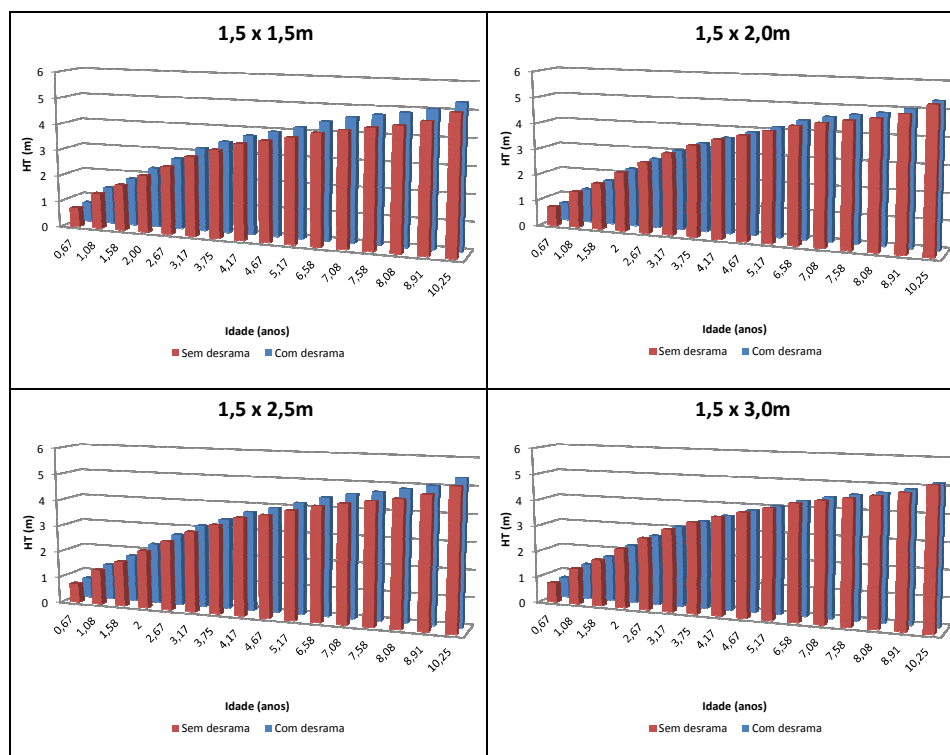 1,5 x 1,5m
HT (m)
6
5
4
3
2
1
0
0,67 1,08 1,58 2,00 2,67 3,17 3,75 4,17 4,67 5,17 6,58 7,08 7,58 8,08 8,91 10,25
Idade (anos)
Sem desrama Com desrama
1,5 x 2,0m
HT (m)
6
5
4
3
2
1
0
0,67 1,08 1,58 2 2,67 3,17 3,75 4,17 4,67 5,17 6,58 7,08 7,58 8,08 8,91 10,25
Idade (anos)
Sem desrama Com desrama
1,5 x 2,5m
HT (m)
6
5
4
3
2
1
0
0,67 1,08 1,58 2 2,67 3,17 3,75 4,17 4,67 5,17 6,58 7,08 7,58 8,08 8,91 10,25
Idade (anos)
Sem desrama Com desrama
1,5 x 3,0m
HT (m)
6
5
4
3
2
1
0
0,67 1,08 1,58 2 2,67 3,17 3,75 4,17 4,67 5,17 6,58 7,08 7,58 8,08 8,91 10,25
Idade (anos)
Sem desrama Com desrama